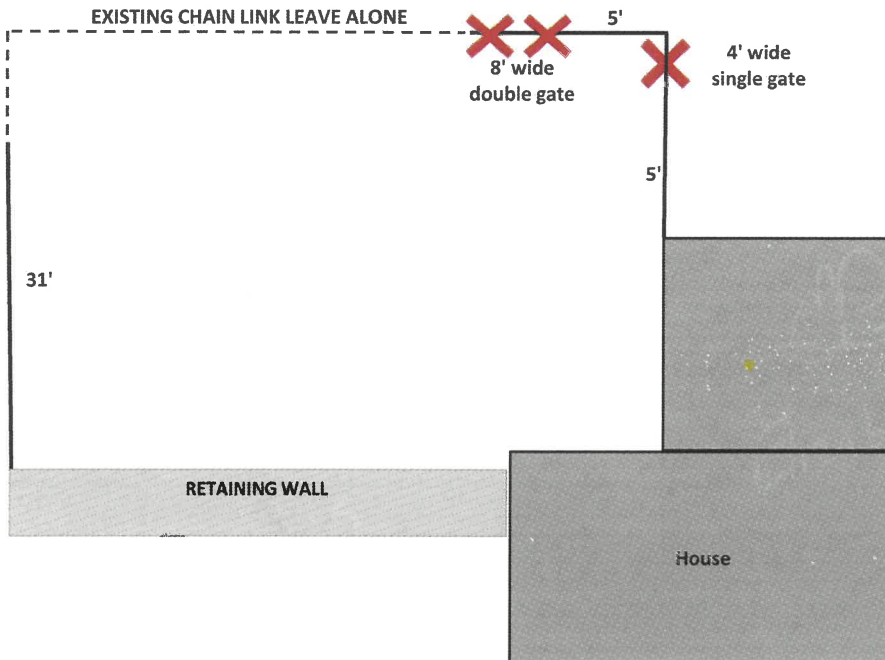 EXISTING CHAIN LINK LEAVE ALONE
5'
8' wide
double gate
4' wide
single gate
5'
31'
RETAINING WALL
House